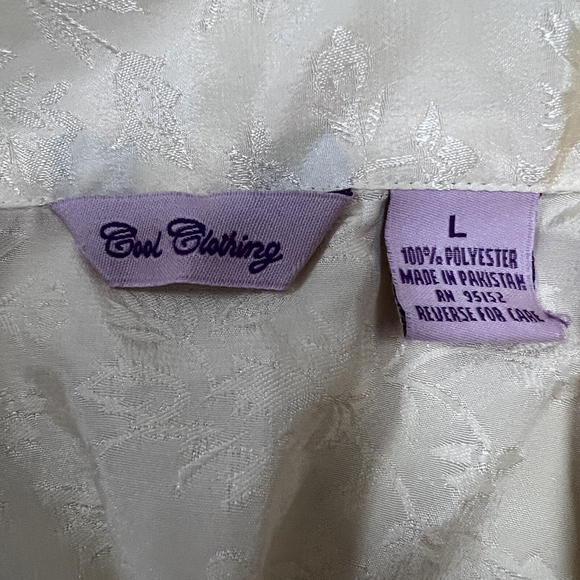 Cool Clothing
L
100% POLYESTER
MADE IN PAKISTAN
RN 95152
REVERSE FOR CARE